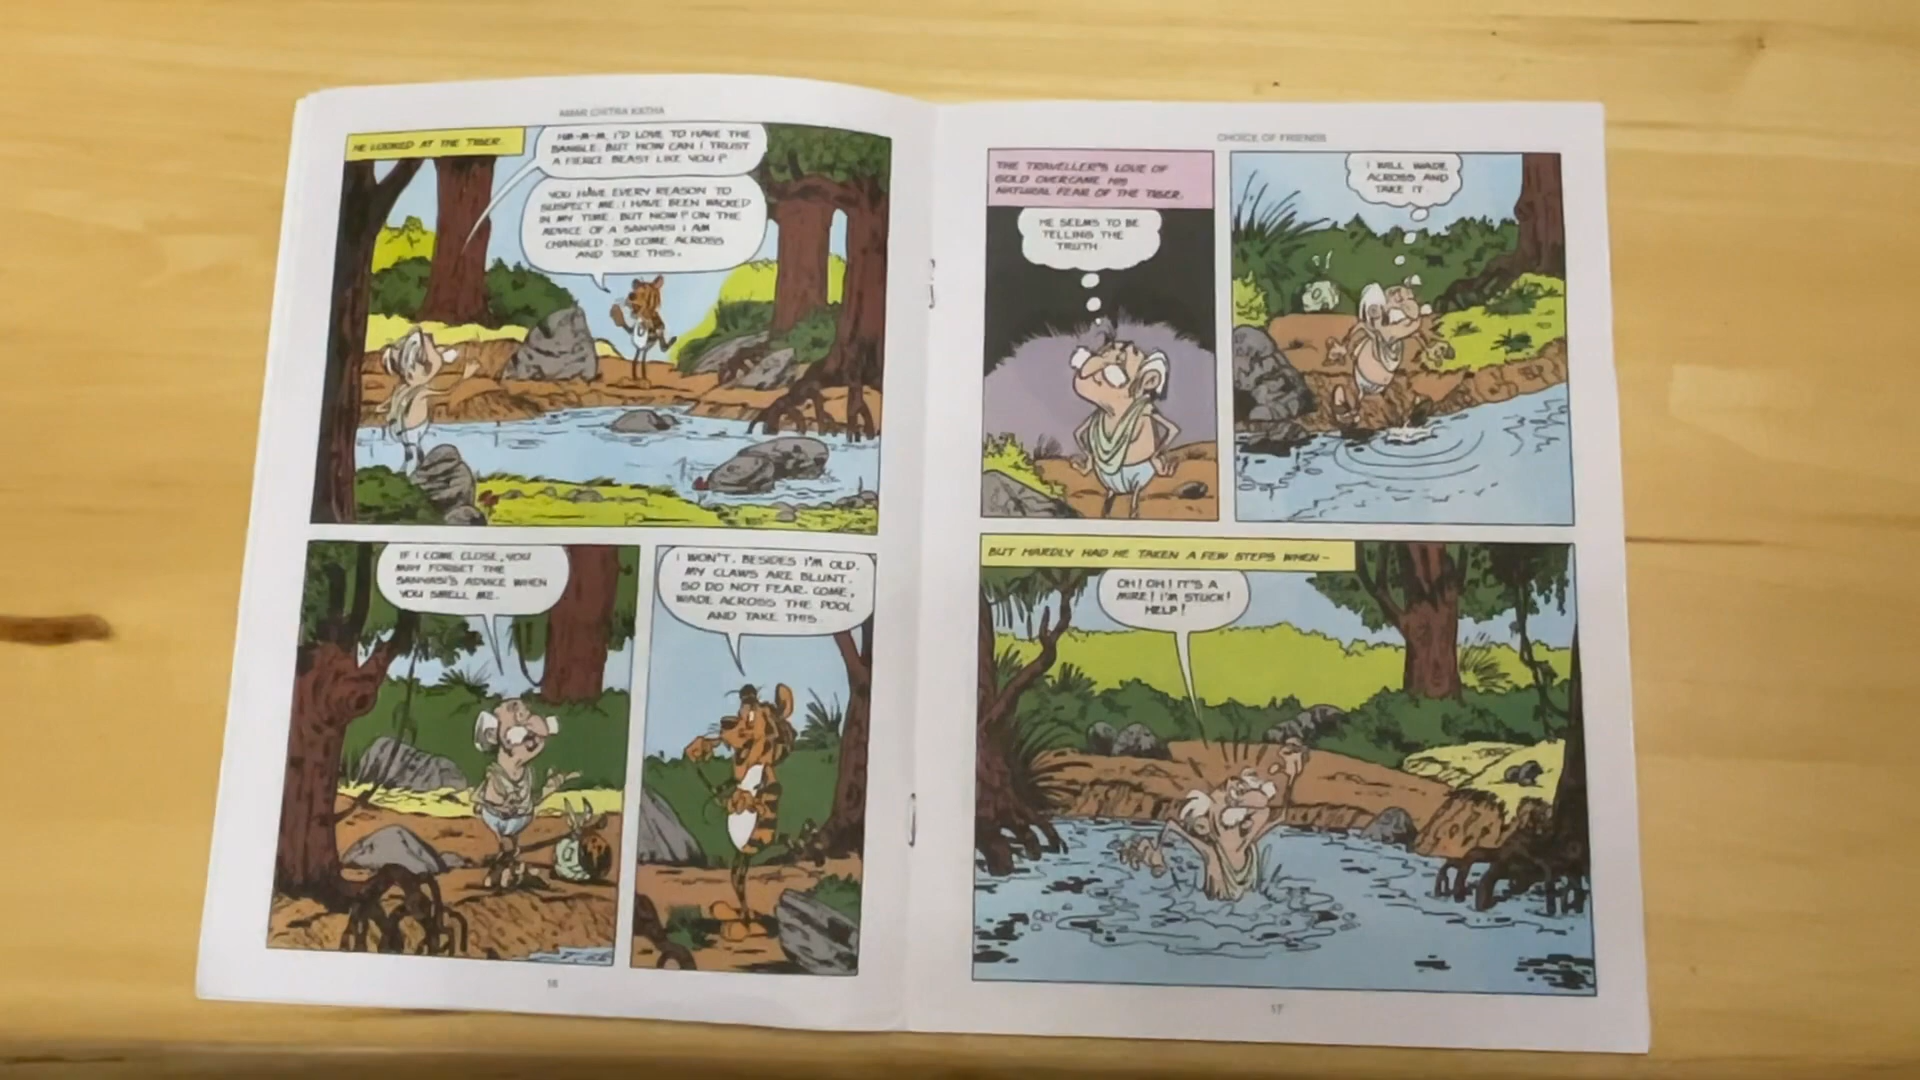 AMAR CHITRA KATHA
HE LOOKED AT THE TIGER.
HM-M-M. I'D LOVE TO HAVE THE
BANGLE. BUT HOW CAN I TRUST
A FIERCE BEAST LIKE YOU?
YOU HAVE EVERY REASON TO
SUSPECT ME. I HAVE BEEN WICKED
IN MY TIME. BUT NOW? ON THE
ADVICE OF A SANYASI I AM
CHANGED. SO COME ACROSS
AND TAKE THIS.
IF I COME CLOSE, YOU
MAY FORGET THE
SANYASI'S ADVICE WHEN
YOU SMELL ME.
I WON'T. BESIDES I'M OLD.
MY CLAWS ARE BLUNT.
SO DO NOT FEAR. COME,
WADE ACROSS THE POOL
AND TAKE THIS.
16
CHOICE OF FRIENDS
THE TRAVELLER'S LOVE OF
GOLD OVERCAME HIS
NATURAL FEAR OF THE TIGER.
HE SEEMS TO BE
TELLING THE
TRUTH
I WILL WADE
ACROSS AND
TAKE IT.
BUT HARDLY HAD HE TAKEN A FEW STEPS WHEN –
OH! OH! IT'S A
MIRE! I'M STUCK!
HELP!
17